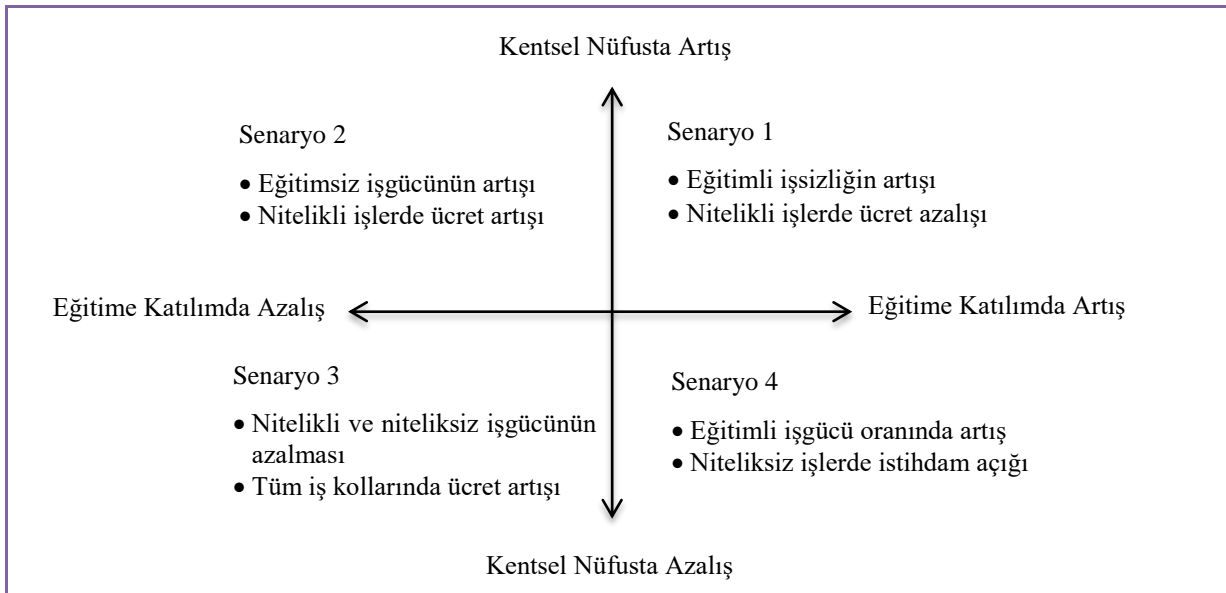 Kentsel Nüfusta Artış
Senaryo 2
• Eğitimsiz işgücünün artışı
• Nitelikli işlerde ücret artışı
Senaryo 1
• Eğitimli işsizliğin artışı
• Nitelikli işlerde ücret azalışı
Eğitime Katılımda Azalış
Eğitime Katılımda Artış
Senaryo 3
• Nitelikli ve niteliksiz işgücünün
azalması
• Tüm iş kollarında ücret artışı
Senaryo 4
• Eğitimli işgücü oranında artış
• Niteliksiz işlerde istihdam açığı
Kentsel Nüfusta Azalış